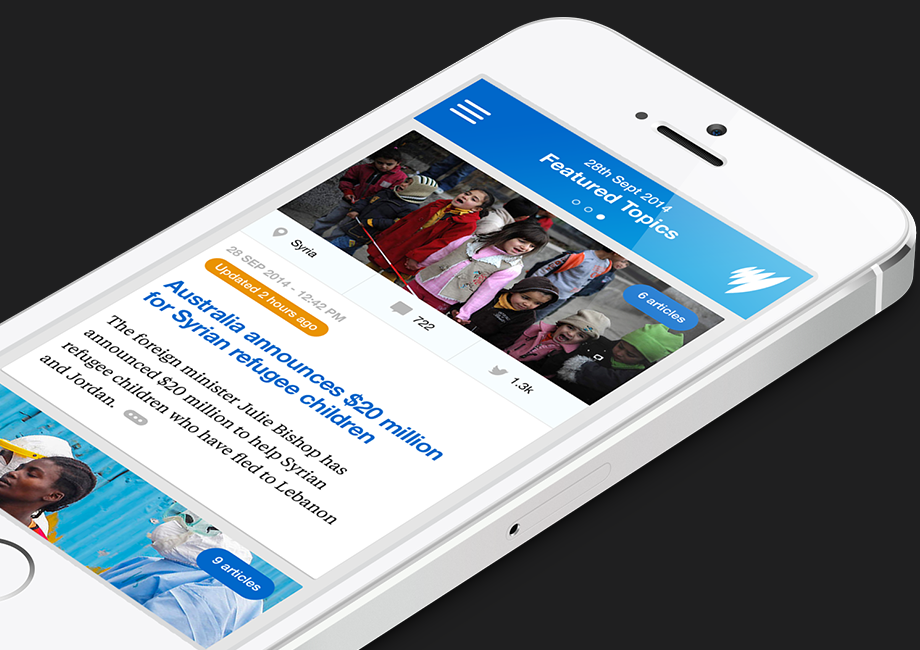 28th Sept 2014
Featured Topics
6 articles
Syria
722
1.3k
28 SEP 2014 - 12:42 PM
Updated 2 hours ago
Australia announces $20 million
for Syrian refugee children
The foreign minister Julie Bishop has
announced $20 million to help Syrian
refugee children who have fled to Lebanon
and Jordan.
9 articles